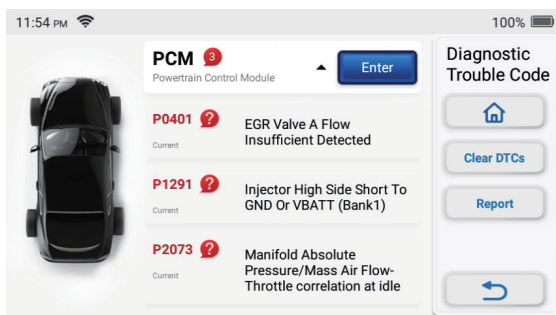 11:54 PM
100%
PCM 3
Powertrain Control Module
Enter
Diagnostic
Trouble Code
P0401 ?
Current
EGR Valve A Flow
Insufficient Detected
Clear DTCs
P1291 ?
Current
Injector High Side Short To
GND Or VBATT (Bank1)
Report
P2073 ?
Current
Manifold Absolute
Pressure/Mass Air Flow-
Throttle correlation at idle